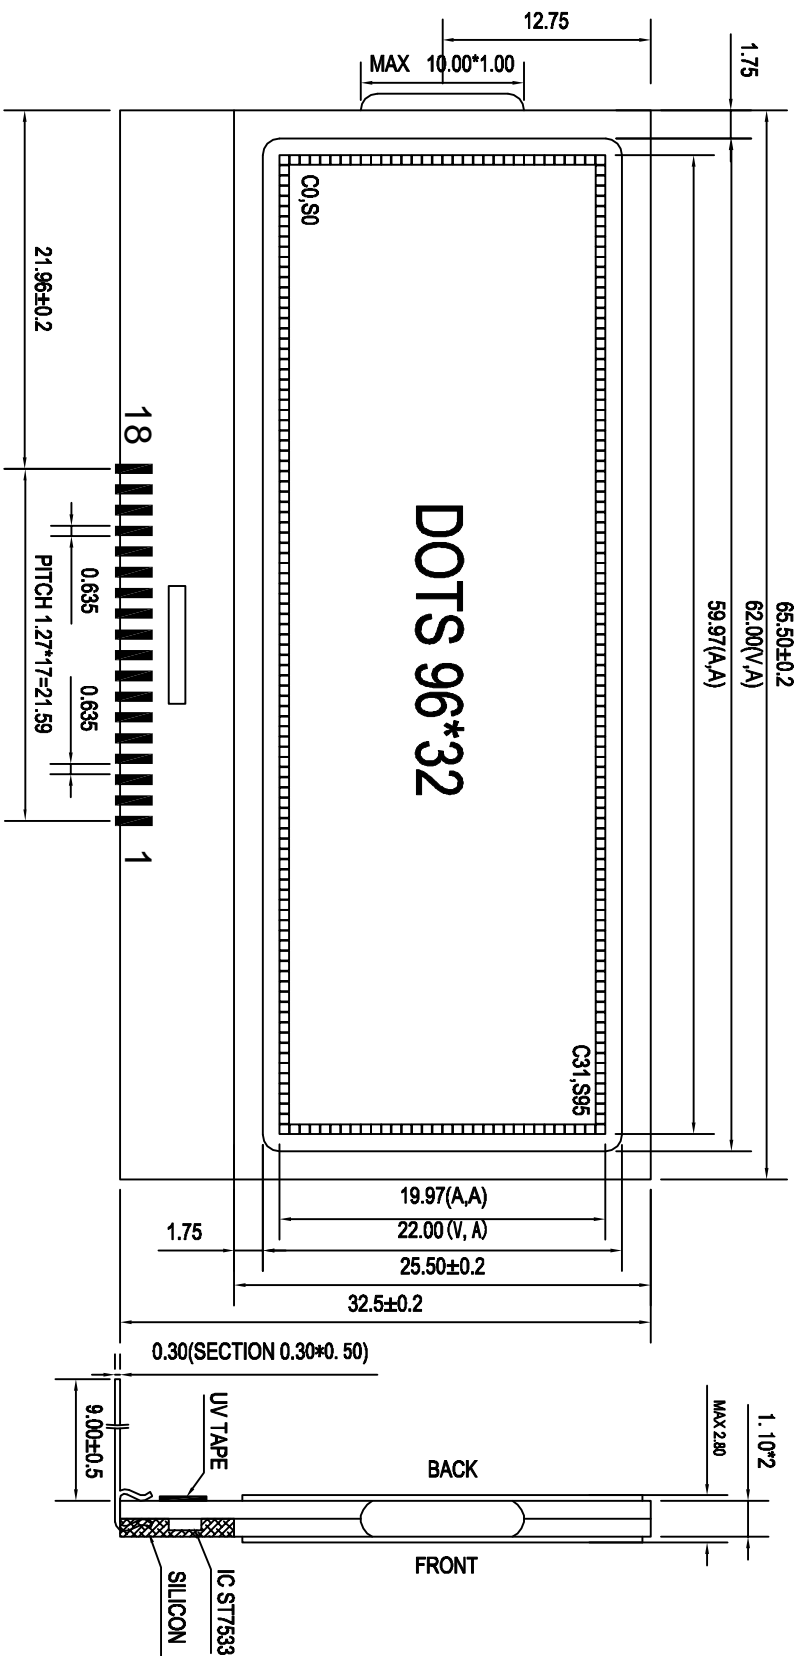 12.75
MAX 10.00*1.00
1.75
C0,S0
21.96±0.2
18
DOTS 96*32
0.635
0.635
PITCH 1.27*17=21.59
65.50±0.2
62.00(V,A)
59.97(A,A)
1
C31,S95
19.97(A,A)
22.00(V, A)
1.75
25.50±0.2
32.5±0.2
0.30(SECTION 0.30*0. 50)
9.00±0.5
UV TAPE
BACK
MAX 2.80
1. 10*2
FRONT
IC ST7533
SILICON